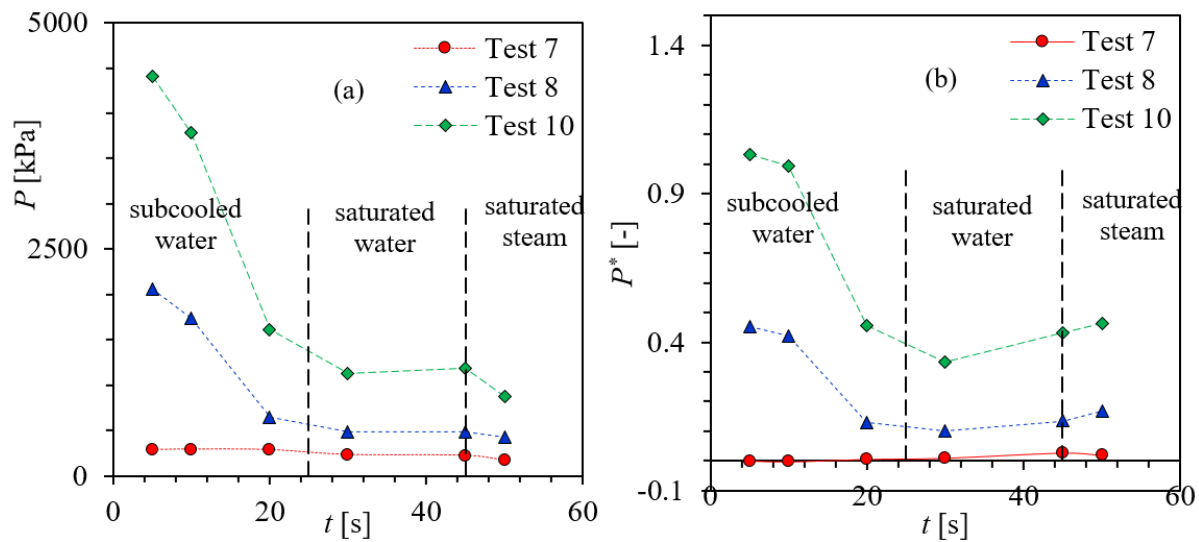 5000
Test 7
Test 8
(a)
Test 10
P [kPa]
subcooled
water
saturated
water
saturated
steam
2500
0
0
20
40
60
t [s]
1.4
Test 7
(b)
Test 8
Test 10
P* [-]
0.9
subcooled
water
saturated
water
saturated
steam
0.4
-0.1
0
20
40
60
t [s]